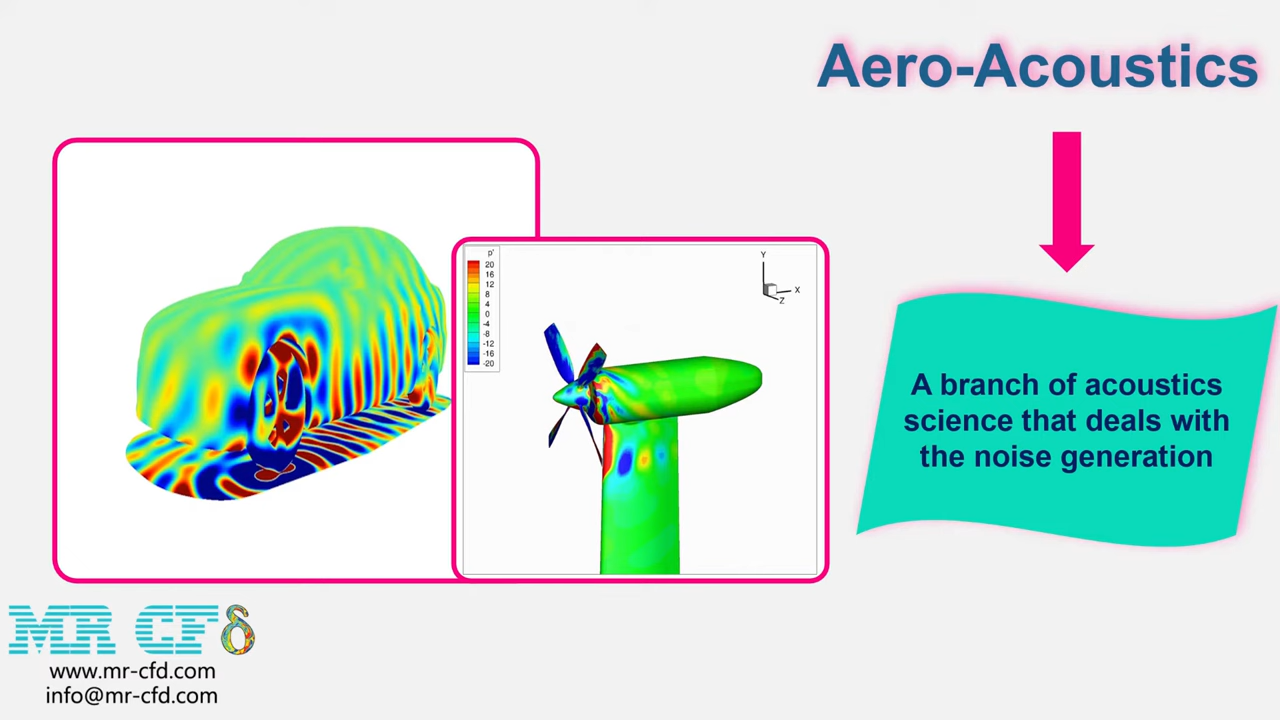 Aero-Acoustics
p'
20
16
12
8
4
0
-4
-8
-12
-16
-20
Y
X
Z
A branch of acoustics
science that deals with
the noise generation
MR CFδ
www.mr-cfd.com
info@mr-cfd.com